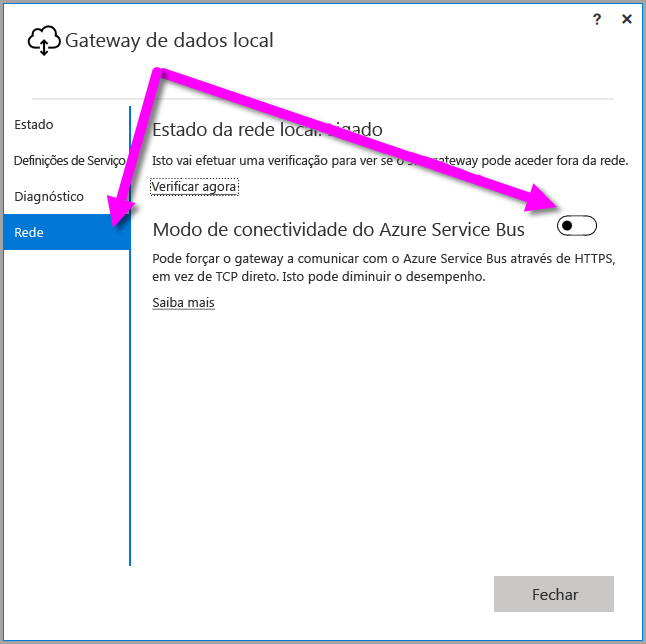 ?
Gateway de dados local
Estado
Definições de Serviço
Diagnóstico
Rede
Estado da rede local: Ligado
Isto vai efetuar uma verificação para ver se o gateway pode aceder fora da rede.
Verificar agora
Modo de conectividade do Azure Service Bus
Pode forçar o gateway a comunicar com o Azure Service Bus através de HTTPS,
em vez de TCP direto. Isto pode diminuir o desempenho.
Saiba mais
Fechar